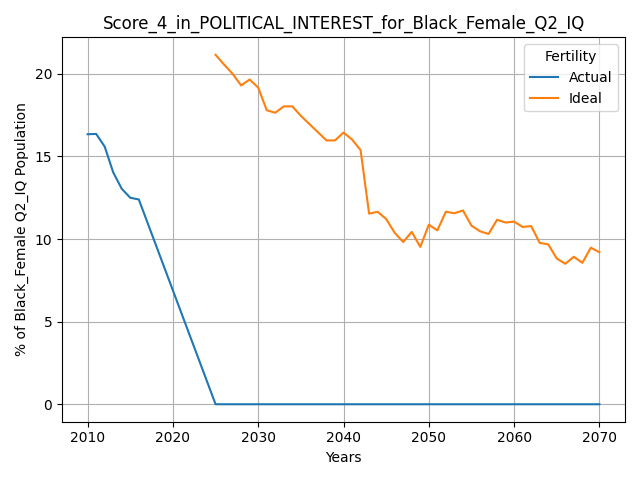 Score_4_in_POLITICAL_INTEREST_for_Black_Female_Q2_IQ
Fertility
Actual
Ideal
% of Black_Female Q2_IQ Population
20
15
10
5
0
2010 2020 2030 2040 2050 2060 2070
Years